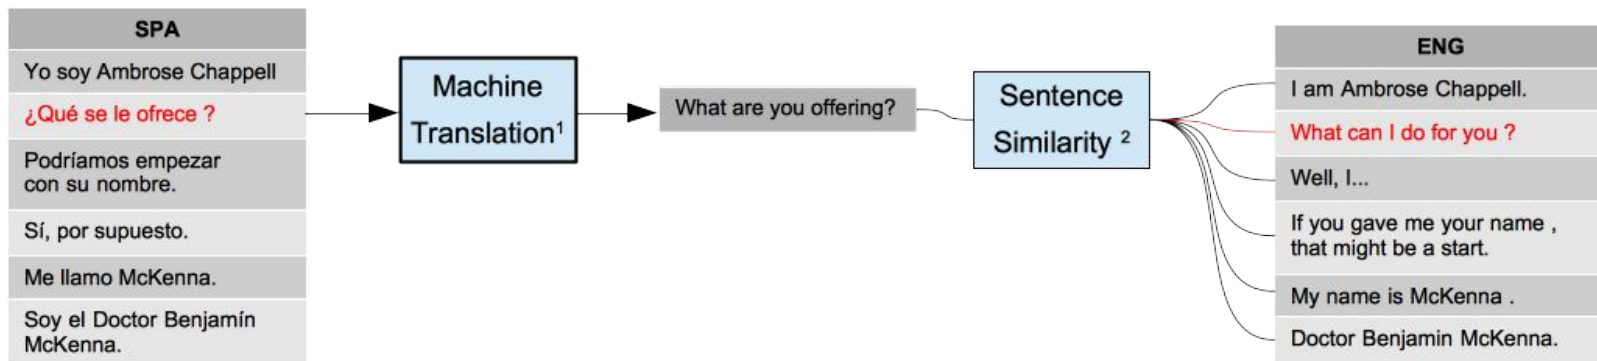 SPA
Yo soy Ambrose Chappell
¿Qué se le ofrece ?
Podríamos empezar
con su nombre.
Sí, por supuesto.
Me llamo McKenna.
Soy el Doctor Benjamín
McKenna.
Machine
Translation¹
What are you offering?
Sentence
Similarity ²
ENG
I am Ambrose Chappell.
What can I do for you ?
Well, I...
If you gave me your name ,
that might be a start.
My name is McKenna .
Doctor Benjamin McKenna.